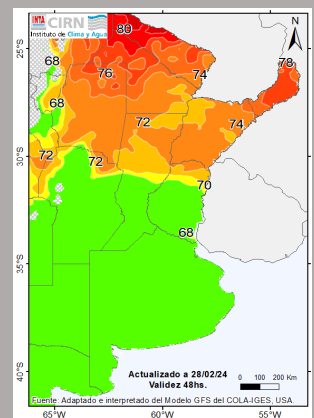 INTA CIRN
Instituto de Clima y Agua
N
80
25°S
68
76
74
78
68
72
74
72
72
30°S
70
68
35°S
Actualizado a 28/02/24
Validez 48hs.
0 100 200 Km
40°S
Fuente: Adaptado e interpretado del Modelo GFS del COLA-IGES, USA.
65°W 60°W 55°W